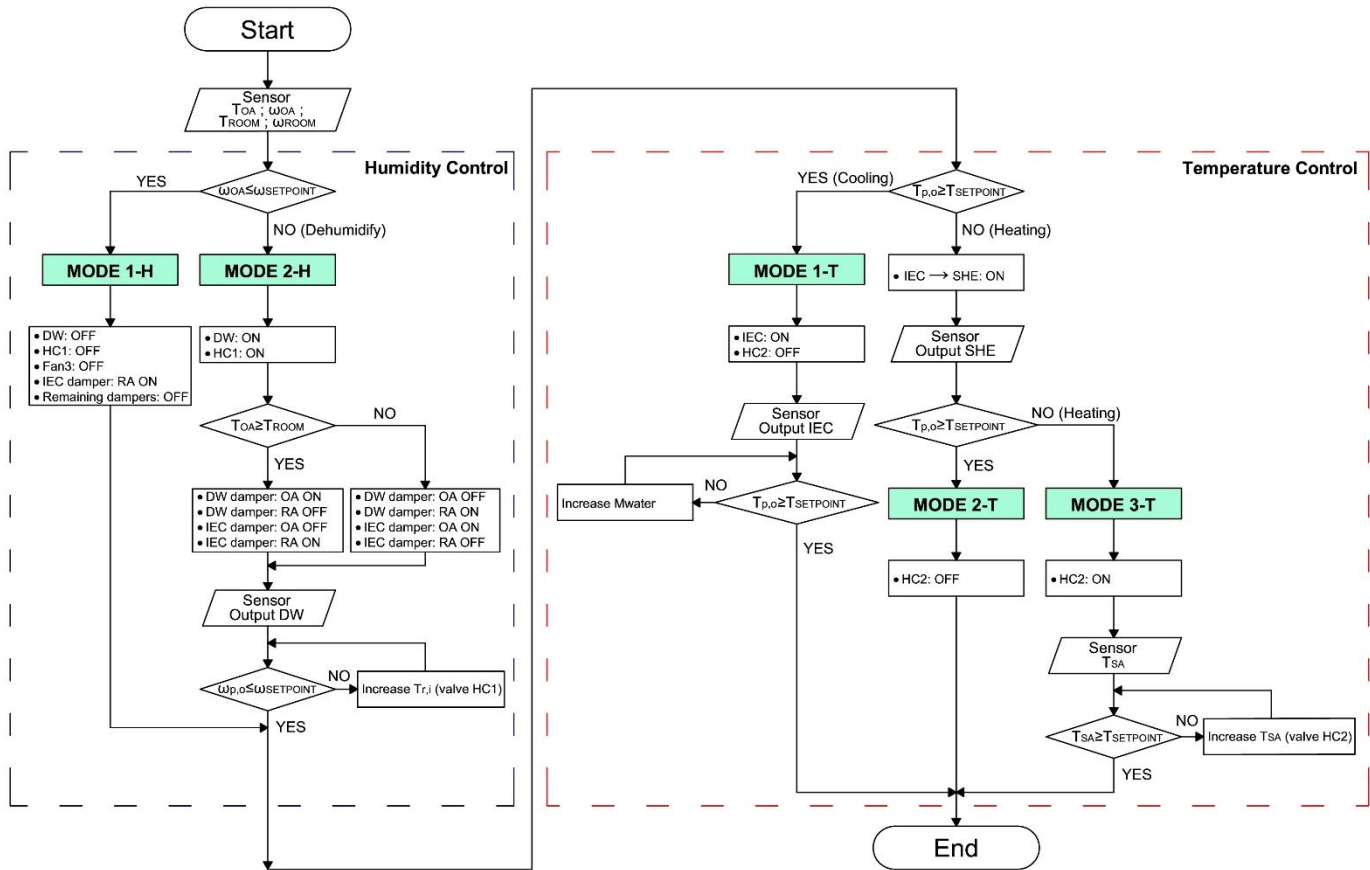 Start
Sensor
TOA ; ωOA ;
TROOM ; ωROOM
Humidity Control
ωOA≤ωSETPOINT
YES
NO (Dehumidify)
MODE 1-H
MODE 2-H
• DW: OFF
• HC1: OFF
• Fan3: OFF
• IEC damper: RA ON
• Remaining dampers: OFF
• DW: ON
• HC1: ON
TOA≥TROOM
NO
YES
• DW damper: OA ON
• DW damper: RA OFF
• IEC damper: OA OFF
• IEC damper: RA ON
• DW damper: OA OFF
• DW damper: RA ON
• IEC damper: OA ON
• IEC damper: RA OFF
Sensor
Output DW
ωp,o≤ωSETPOINT
NO
Increase Tr,i (valve HC1)
YES
Temperature Control
YES (Cooling)
Tp,o≥TSETPOINT
NO (Heating)
MODE 1-T
• IEC → SHE: ON
• IEC: ON
• HC2: OFF
Sensor
Output SHE
Sensor
Output IEC
Tp,o≥TSETPOINT
NO (Heating)
YES
Increase Mwater
NO
Tp,o≥TSETPOINT
YES
MODE 2-T
MODE 3-T
• HC2: OFF
• HC2: ON
Sensor
TSA
TSA≥TSETPOINT
NO
Increase TSA (valve HC2)
YES
End